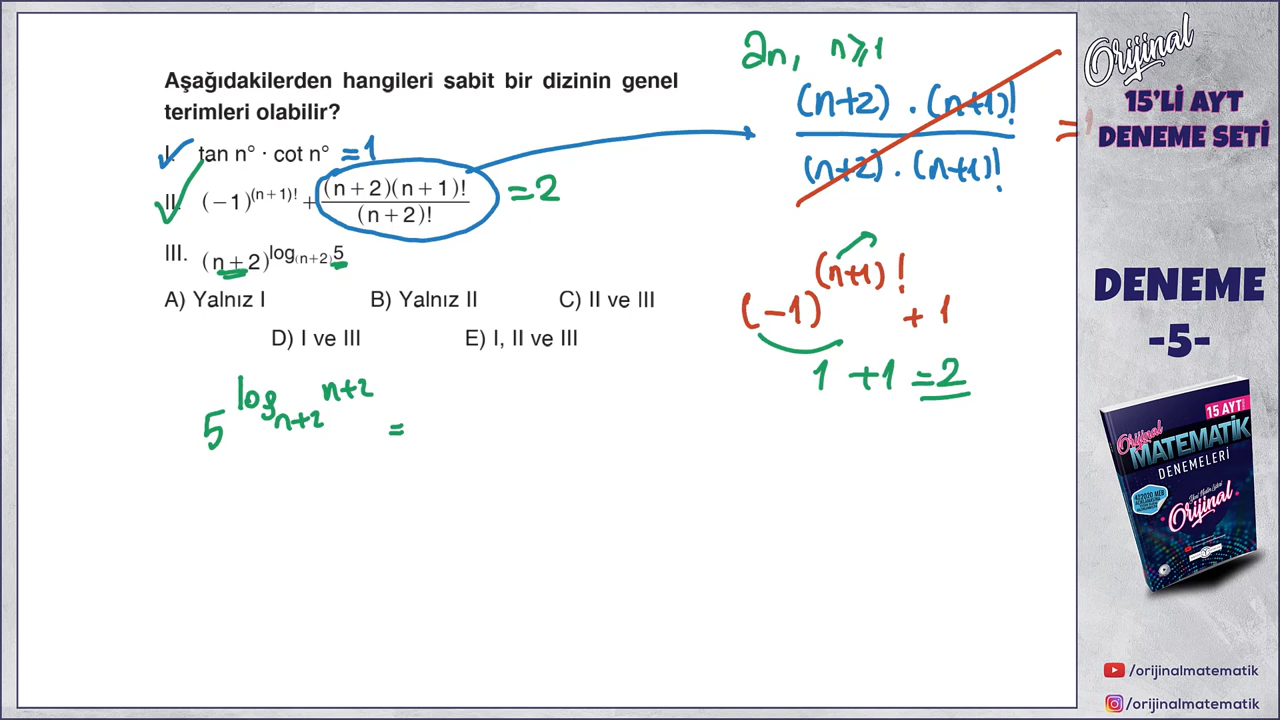 Aşağıdakilerden hangileri sabit bir dizinin genel
terimleri olabilir?
I. tan n° · cot n° = 1
II. (−1)^(n+1)! + (n+2)(n+1)! / (n+2)! = 2
III. (n+2)^log_(n+2) 5
A) Yalnız I B) Yalnız II C) II ve III
D) I ve III E) I, II ve III
5^log_n+2 n+2 =
an, n⩾1
(n+2) . (n+1)! / (n+2) . (n+1)! = 1
(−1)^(n+1)! + 1
1 + 1 = 2
Orijinal
15'Lİ AYT
DENEME SETİ
DENEME
-5-
15 AYT
Orijinal
MATEMATİK
DENEMELERİ
Orijinal
/orijinalmatematik
/orijinalmatematik